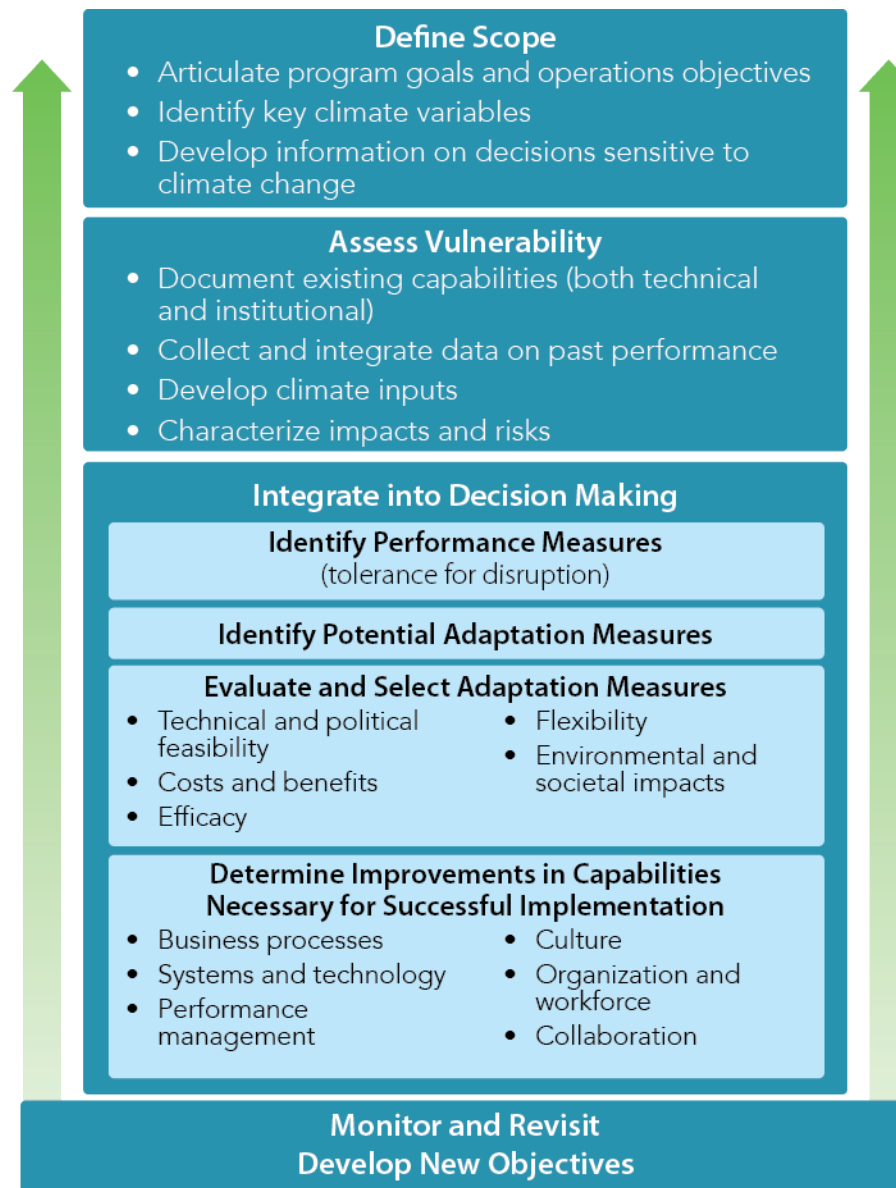 Define Scope
• Articulate program goals and operations objectives
• Identify key climate variables
• Develop information on decisions sensitive to
climate change
Assess Vulnerability
• Document existing capabilities (both technical
and institutional)
• Collect and integrate data on past performance
• Develop climate inputs
• Characterize impacts and risks
Integrate into Decision Making
Identify Performance Measures
(tolerance for disruption)
Identify Potential Adaptation Measures
Evaluate and Select Adaptation Measures
• Technical and political
feasibility
• Costs and benefits
• Efficacy
• Flexibility
• Environmental and
societal impacts
Determine Improvements in Capabilities
Necessary for Successful Implementation
• Business processes
• Systems and technology
• Performance
management
• Culture
• Organization and
workforce
• Collaboration
Monitor and Revisit
Develop New Objectives